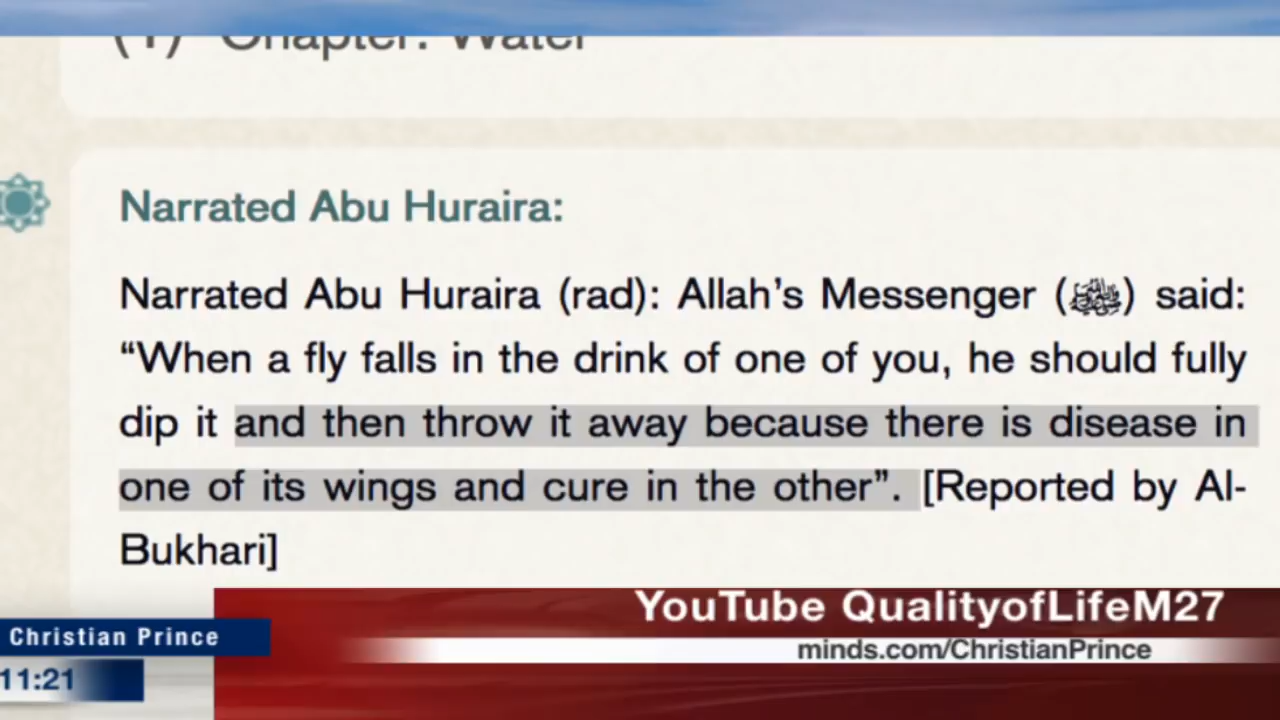 (1) Chapter: Water
Narrated Abu Huraira:
Narrated Abu Huraira (rad): Allah's Messenger (ﷺ) said:
“When a fly falls in the drink of one of you, he should fully
dip it and then throw it away because there is disease in
one of its wings and cure in the other”. [Reported by Al-
Bukhari]
YouTube QualityofLifeM27
Christian Prince
minds.com/ChristianPrince
11:21